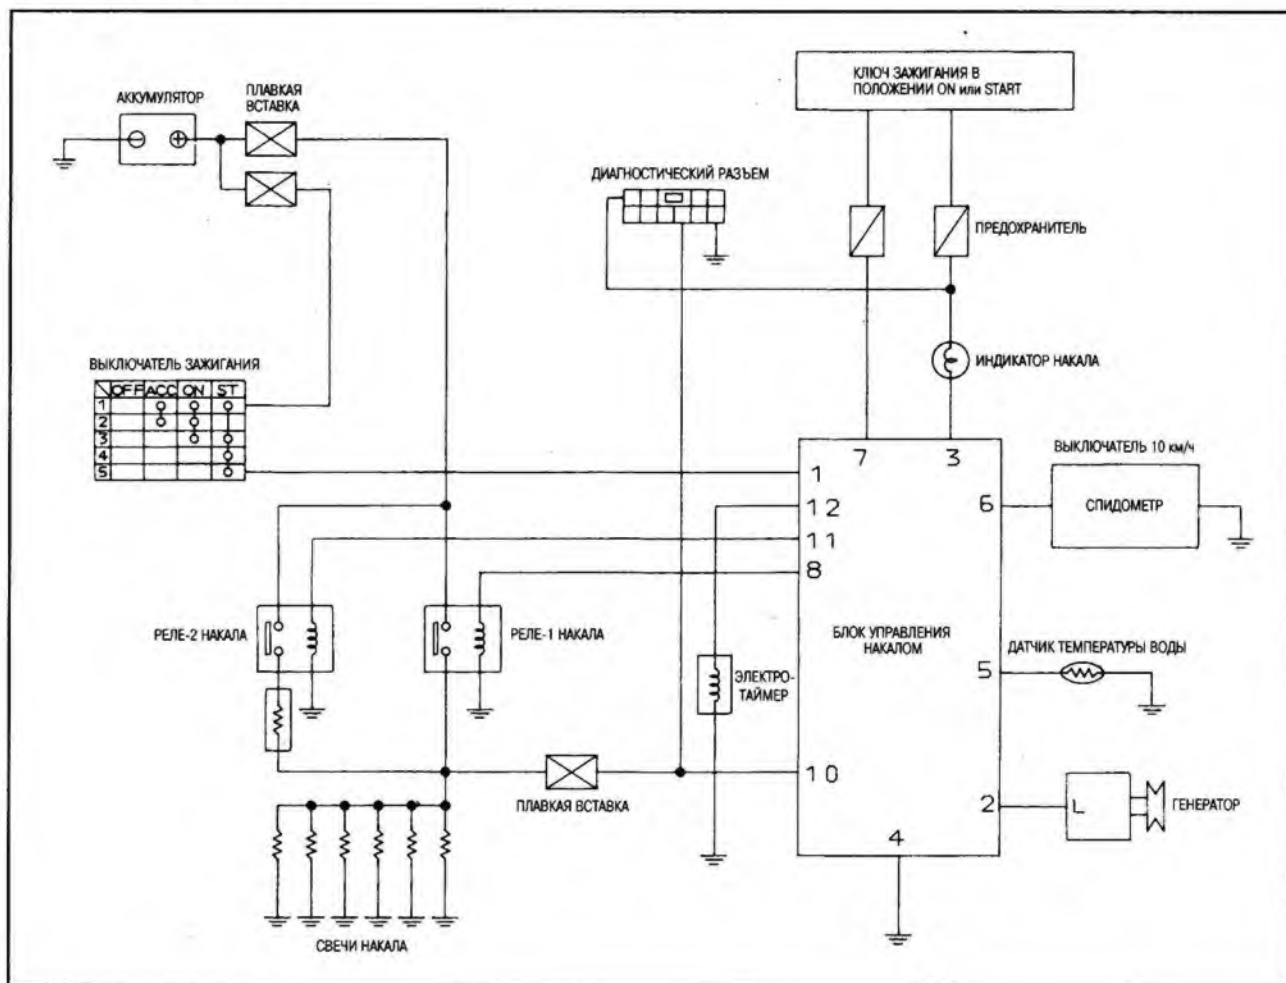 КЛЮЧ ЗАЖИГАНИЯ В
ПОЛОЖЕНИИ ON или START
АККУМУЛЯТОР
ПЛАВКАЯ
ВСТАВКА
ДИАГНОСТИЧЕСКИЙ РАЗЪЕМ
ПРЕДОХРАНИТЕЛЬ
ИНДИКАТОР НАКАЛА
ВЫКЛЮЧАТЕЛЬ ЗАЖИГАНИЯ
OFF ACC ON ST
1
2
3
4
5
7 3
1
12
11
8
10
6
5
2
4
ВЫКЛЮЧАТЕЛЬ 10 км/ч
СПИДОМЕТР
РЕЛЕ-2 НАКАЛА
РЕЛЕ-1 НАКАЛА
БЛОК УПРАВЛЕНИЯ
НАКАЛОМ
ДАТЧИК ТЕМПЕРАТУРЫ ВОДЫ
ЭЛЕКТРО-
ТАЙМЕР
ПЛАВКАЯ ВСТАВКА
L
ГЕНЕРАТОР
СВЕЧИ НАКАЛА